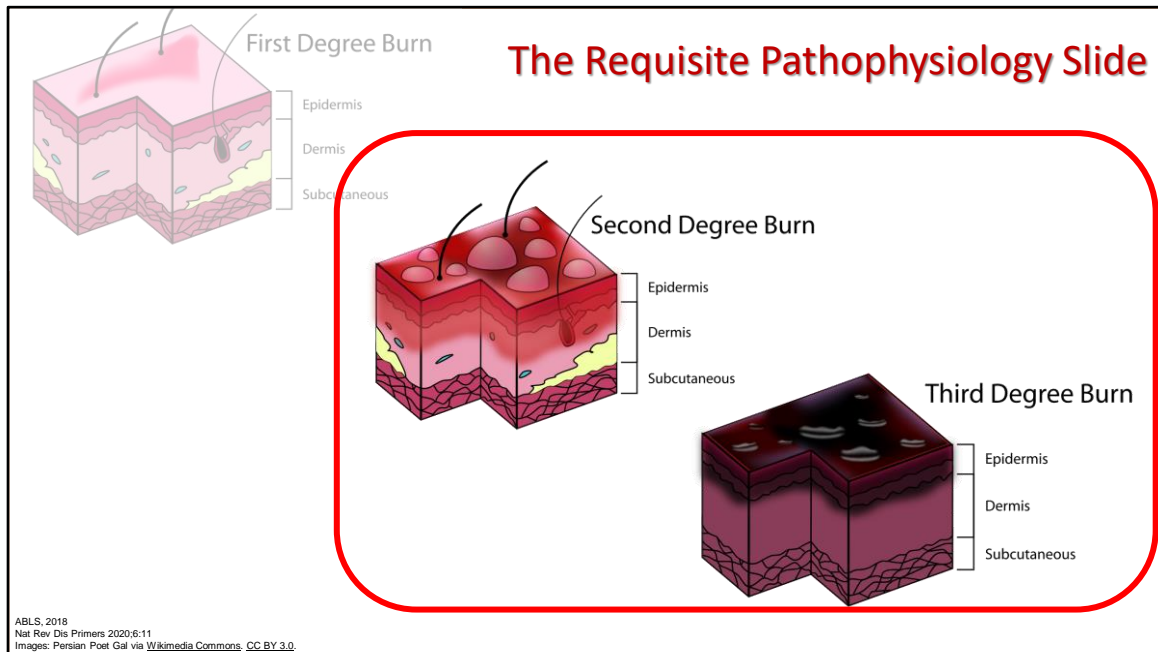 First Degree Burn
The Requisite Pathophysiology Slide
Epidermis
Dermis
Subcutaneous
Second Degree Burn
Epidermis
Dermis
Subcutaneous
Third Degree Burn
Epidermis
Dermis
Subcutaneous
ABLS, 2018
Nat Rev Dis Primers 2020;6:11
Images: Persian Poet Gal via Wikimedia Commons. CC BY 3.0.